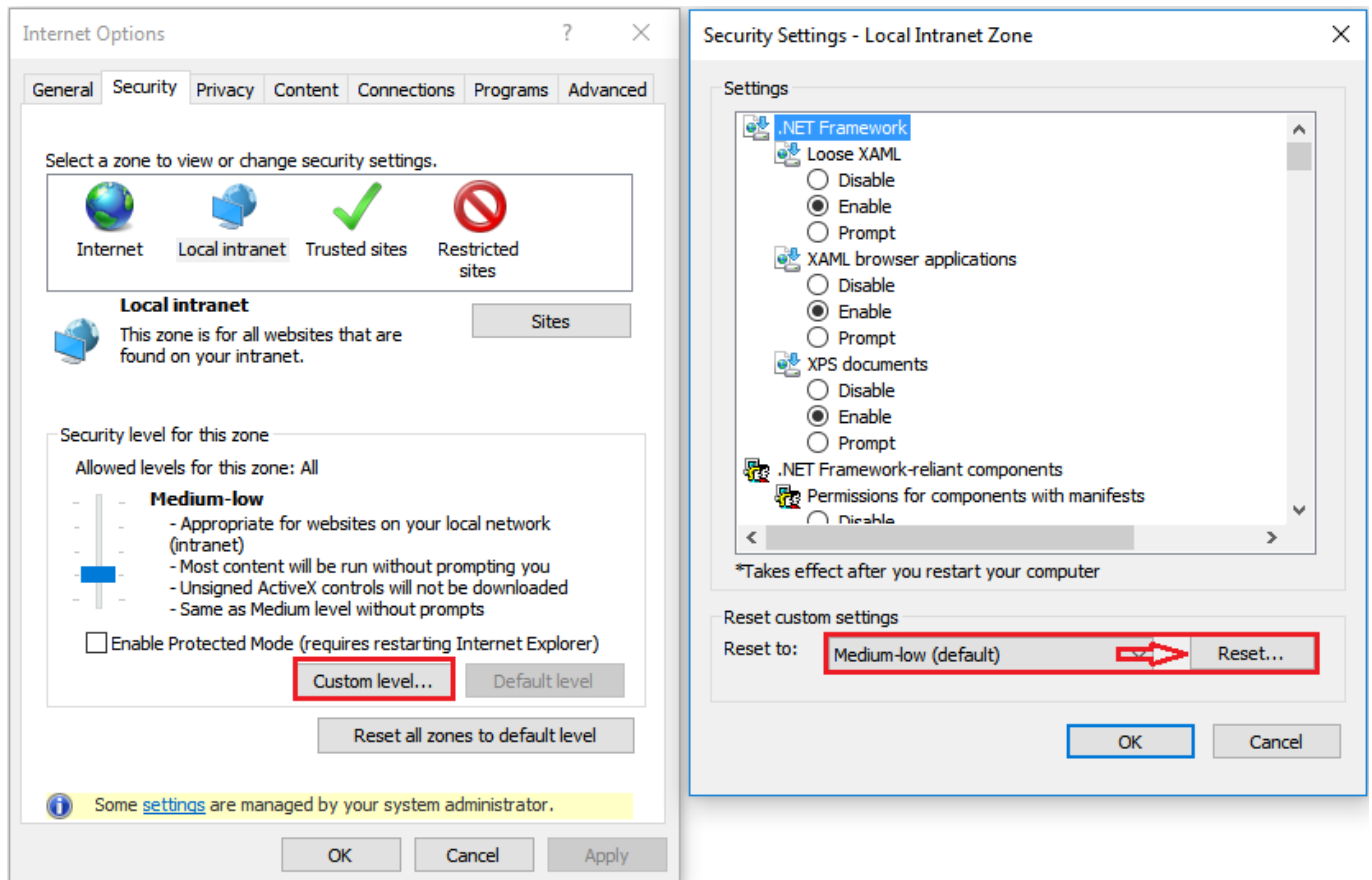 Internet Options
?
General Security Privacy Content Connections Programs Advanced
Select a zone to view or change security settings.
Internet
Local intranet
Trusted sites
Restricted
sites
Local intranet
This zone is for all websites that are
found on your intranet.
Sites
Security level for this zone
Allowed levels for this zone: All
Medium-low
- Appropriate for websites on your local network
(intranet)
- Most content will be run without prompting you
- Unsigned ActiveX controls will not be downloaded
- Same as Medium level without prompts
Enable Protected Mode (requires restarting Internet Explorer)
Custom level...
Default level
Reset all zones to default level
Some settings are managed by your system administrator.
OK
Cancel
Apply
Security Settings - Local Intranet Zone
Settings
.NET Framework
Loose XAML
Disable
Enable
Prompt
XAML browser applications
Disable
Enable
Prompt
XPS documents
Disable
Enable
Prompt
.NET Framework-reliant components
Permissions for components with manifests
Disable
*Takes effect after you restart your computer
Reset custom settings
Reset to:
Medium-low (default)
Reset...
OK
Cancel